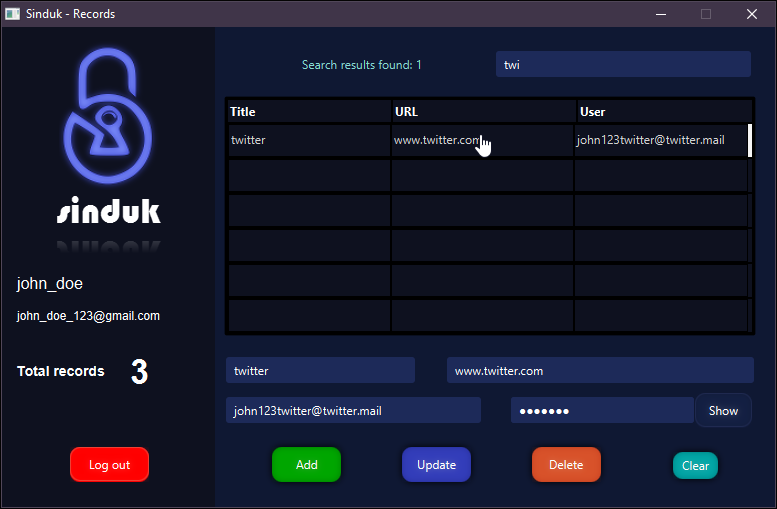 Sinduk - Records
sinduk
john_doe
john_doe_123@gmail.com
Total records 3
Log out
Search results found: 1
twi
Title URL User
twitter www.twitter.com john123twitter@twitter.mail
twitter www.twitter.com
john123twitter@twitter.mail ●●●●●●● Show
Add Update Delete Clear